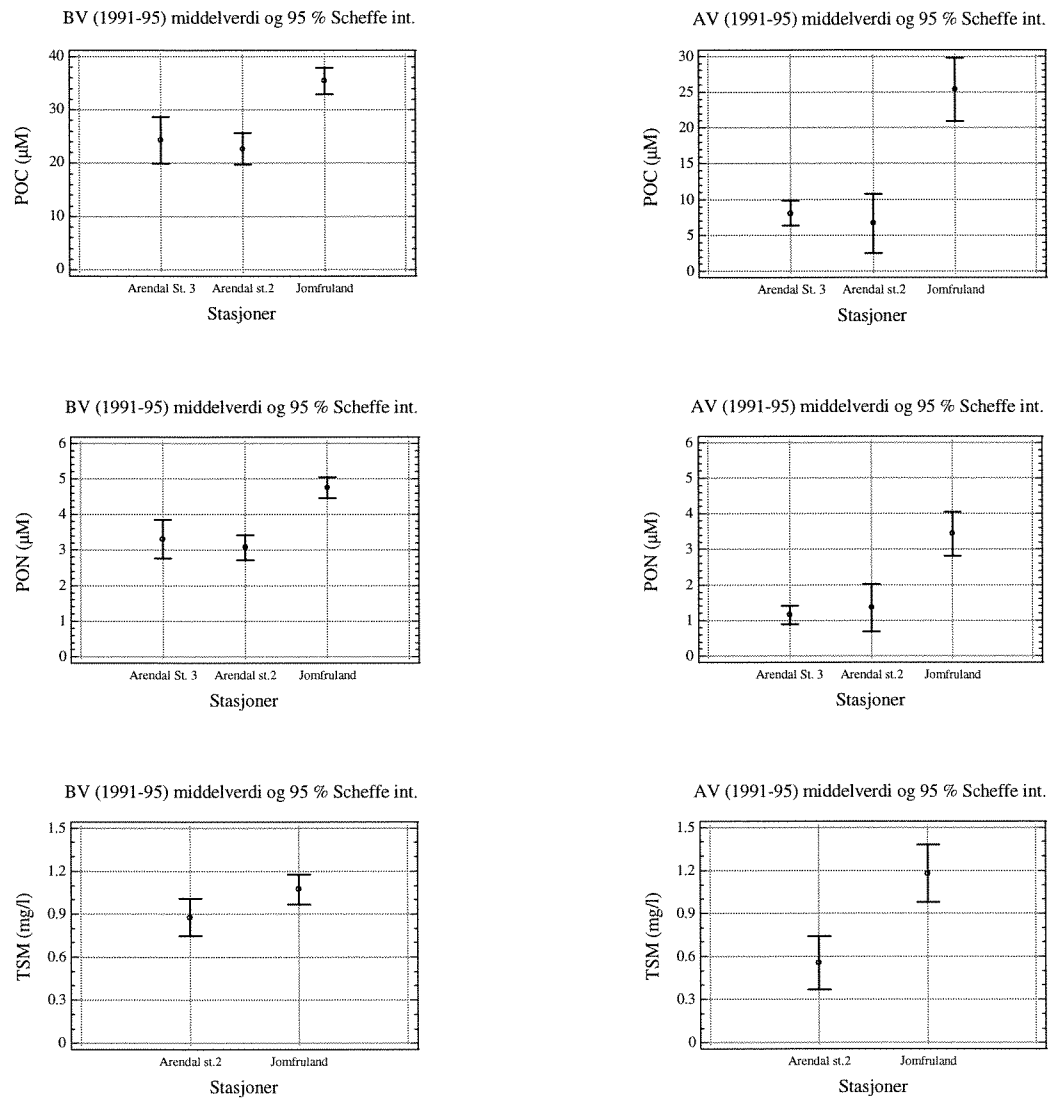 BV (1991-95) middelverdi og 95 % Scheffe int.
POC (µM)
40
30
20
10
0
Arendal St. 3 Arendal st.2 Jomfruland
Stasjoner
AV (1991-95) middelverdi og 95 % Scheffe int.
POC (µM)
30
25
20
15
10
5
0
Arendal St. 3 Arendal st.2 Jomfruland
Stasjoner
BV (1991-95) middelverdi og 95 % Scheffe int.
PON (µM)
6
5
4
3
2
1
0
Arendal St. 3 Arendal st.2 Jomfruland
Stasjoner
AV (1991-95) middelverdi og 95 % Scheffe int.
PON (µM)
6
5
4
3
2
1
0
Arendal St. 3 Arendal st.2 Jomfruland
Stasjoner
BV (1991-95) middelverdi og 95 % Scheffe int.
TSM (mg/l)
1.5
1.2
0.9
0.6
0.3
0
Arendal st.2 Jomfruland
Stasjoner
AV (1991-95) middelverdi og 95 % Scheffe int.
TSM (mg/l)
1.5
1.2
0.9
0.6
0.3
0
Arendal st.2 Jomfruland
Stasjoner